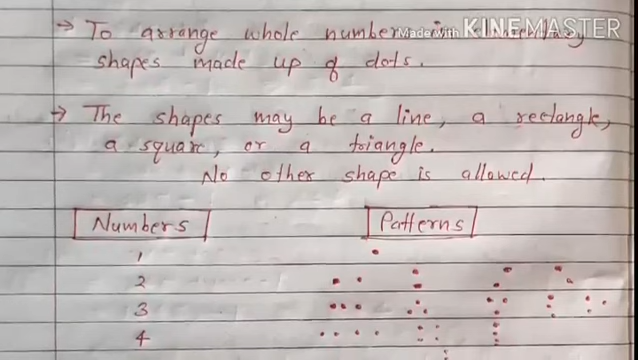 → To arrange whole number in
Made with KINEMASTER
shapes made up of dots.
→ The shapes may be a line, a rectangle,
a square, or a triangle.
No other shape is allowed.
Numbers Patterns
1
2
3
4